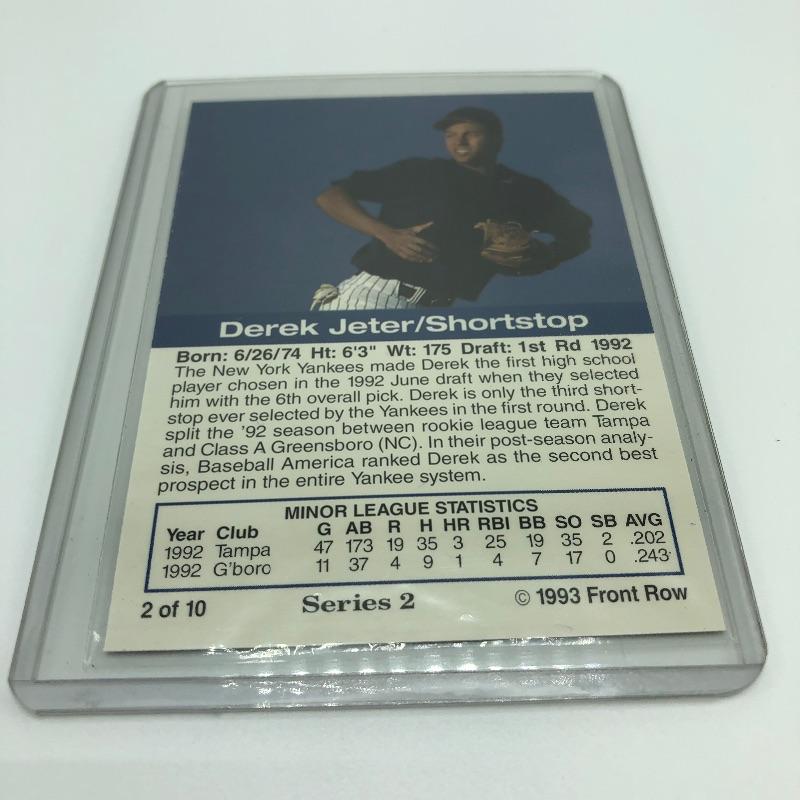 Derek Jeter/Shortstop
Born: 6/26/74 Ht: 6'3" Wt: 175 Draft: 1st Rd 1992
The New York Yankees made Derek the first high school
player chosen in the 1992 June draft when they selected
him with the 6th overall pick. Derek is only the third short-
stop ever selected by the Yankees in the first round. Derek
split the '92 season between rookie league team Tampa
and Class A Greensboro (NC). In their post-season analy-
sis, Baseball America ranked Derek as the second best
prospect in the entire Yankee system.
MINOR LEAGUE STATISTICS
Year Club G AB R H HR RBI BB SO SB AVG
1992 Tampa 47 173 19 35 3 25 19 35 2 .202
1992 G'boro 11 37 4 9 1 4 7 17 0 .243
2 of 10 Series 2 © 1993 Front Row